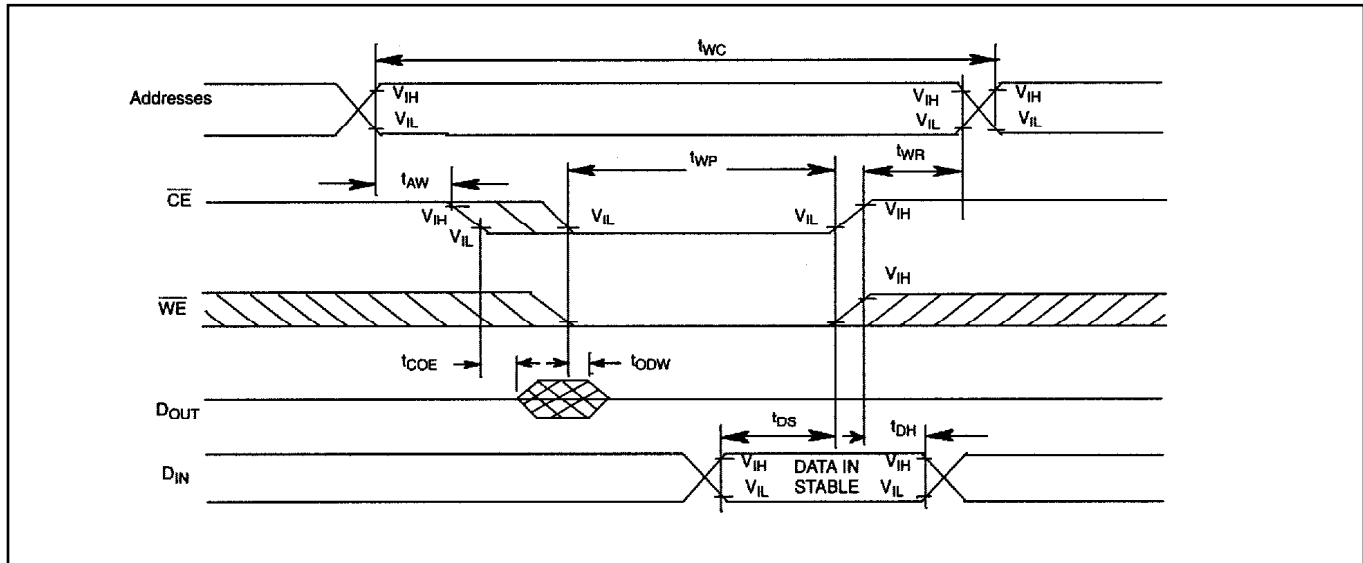 tWC
Addresses
VIH
VIL
VIH
VIL
VIH
VIL
tWP
tWR
tAW
CE
VIH
VIL
VIL
VIL
VIH
WE
VIH
tCOE
tODW
DOUT
tDS
tDH
DIN
VIH
VIL
DATA IN
STABLE
VIH
VIL